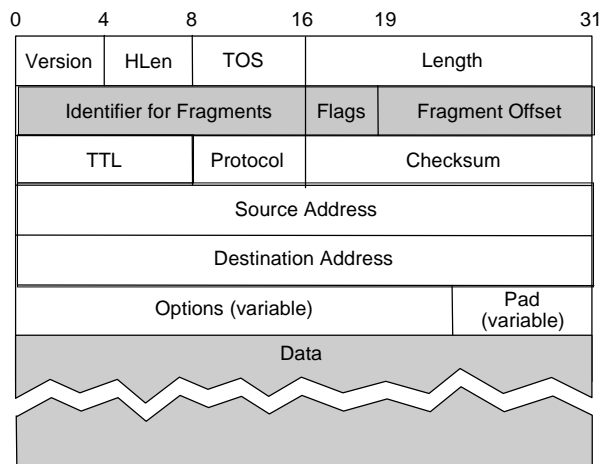 0 4 8 16 19 31
Version HLen TOS Length
Identifier for Fragments Flags Fragment Offset
TTL Protocol Checksum
Source Address
Destination Address
Options (variable) Pad
(variable)
Data